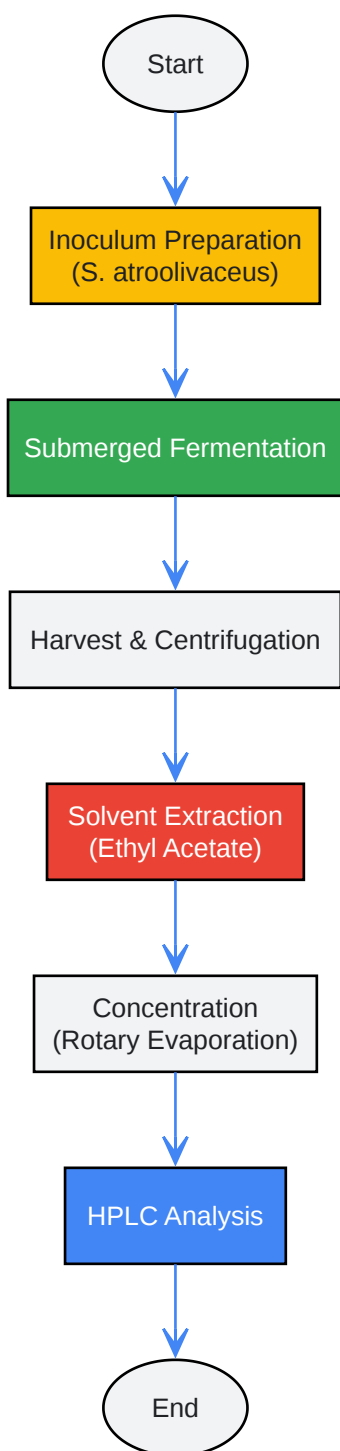 Start
Inoculum Preparation
(S. atroolivaceus)
Submerged Fermentation
Harvest & Centrifugation
Solvent Extraction
(Ethyl Acetate)
Concentration
(Rotary Evaporation)
HPLC Analysis
End